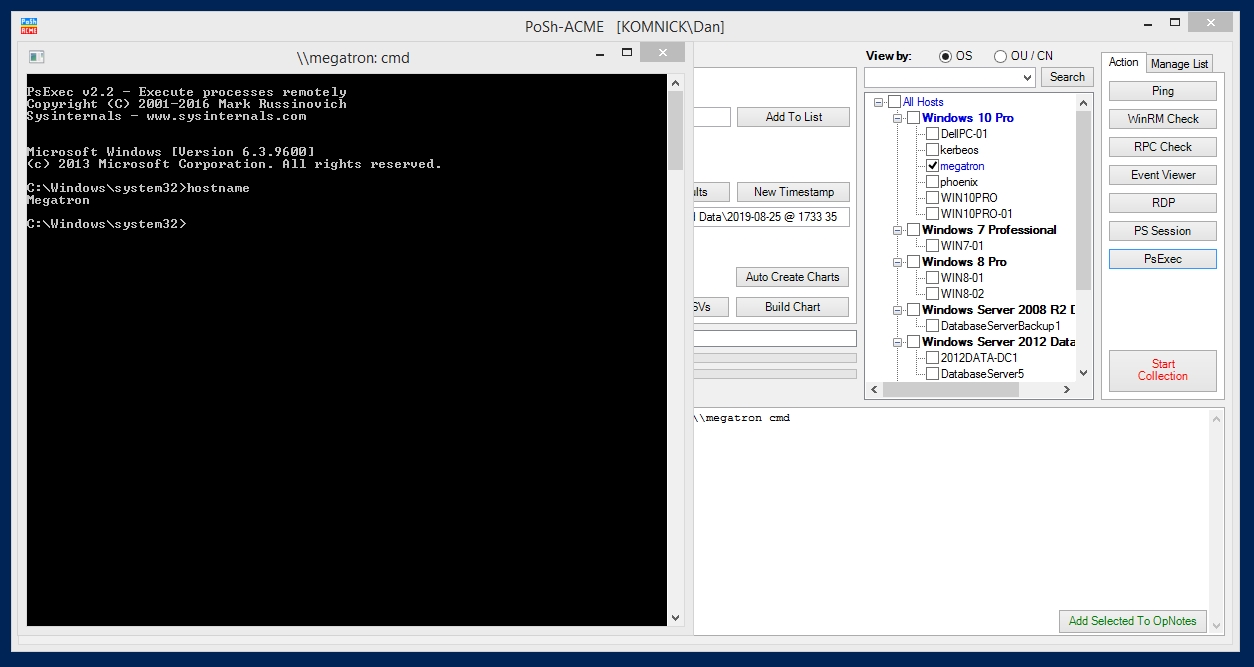 PoSh
ACME
PoSh-ACME [KOMNICK\Dan]
\\megatron: cmd
PsExec v2.2 - Execute processes remotely
Copyright (C) 2001-2016 Mark Russinovich
Sysinternals - www.sysinternals.com
Microsoft Windows [Version 6.3.9600]
(c) 2013 Microsoft Corporation. All rights reserved.
C:\Windows\system32>hostname
Megatron
C:\Windows\system32>
Add To List
ults
New Timestamp
d Data\2019-08-25 @ 1733 35
Auto Create Charts
SVs
Build Chart
View by:
OS
OU / CN
Search
All Hosts
Windows 10 Pro
DellPC-01
kerbeos
megatron
phoenix
WIN10PRO
WIN10PRO-01
Windows 7 Professional
WIN7-01
Windows 8 Pro
WIN8-01
WIN8-02
Windows Server 2008 R2 D
DatabaseServerBackup1
Windows Server 2012 Data
2012DATA-DC1
DatabaseServer5
Action
Manage List
Ping
WinRM Check
RPC Check
Event Viewer
RDP
PS Session
PsExec
Start
Collection
\\megatron cmd
Add Selected To OpNotes